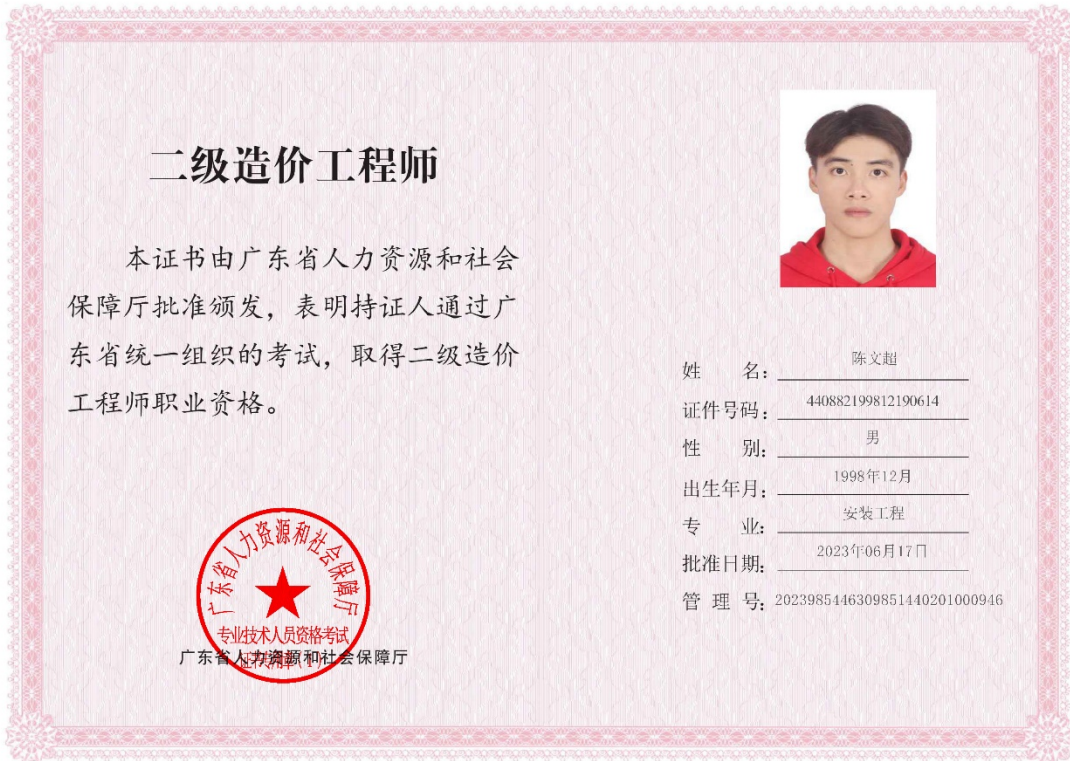 二级造价工程师
本证书由广东省人力资源和社会
保障厅批准颁发，表明持证人通过广
东省统一组织的考试，取得二级造价
工程师职业资格。
广东省人力资源和社会保障厅
专业技术人员资格考试
广东省人力资源和社会保障厅
姓 名：陈文超
证件号码：440882199812190614
性 别：男
出生年月：1998年12月
专 业：安装工程
批准日期：2023年06月17日
管 理 号：2023985446309851440201000946